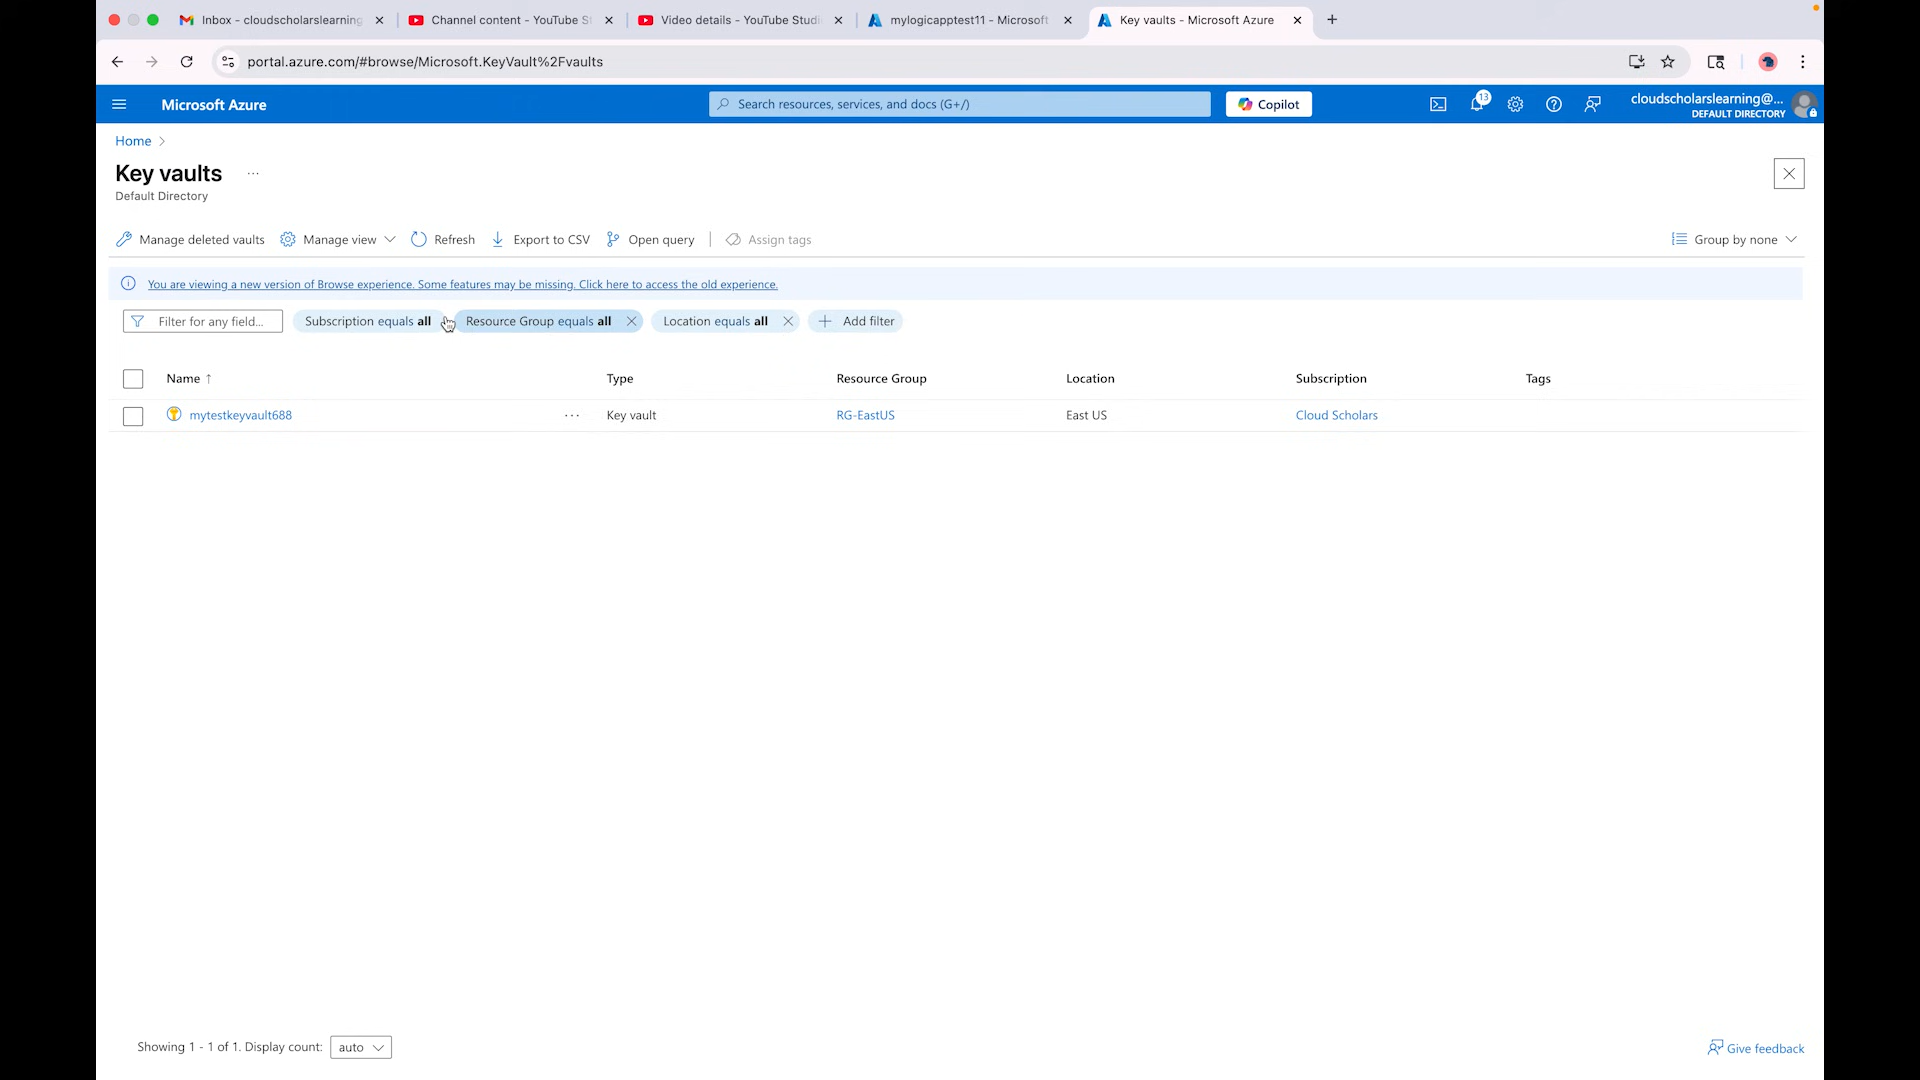 Inbox - cloudscholarslearning
Channel content - YouTube St
Video details - YouTube Studi
mylogicapptest11 - Microsoft
Key vaults - Microsoft Azure
portal.azure.com/#browse/Microsoft.KeyVault%2Fvaults
Microsoft Azure
Search resources, services, and docs (G+/)
Copilot
13
cloudscholarslearning@...
DEFAULT DIRECTORY
Home
Key vaults
Default Directory
Manage deleted vaults
Manage view
Refresh
Export to CSV
Open query
Assign tags
Group by none
You are viewing a new version of Browse experience. Some features may be missing. Click here to access the old experience.
Filter for any field...
Subscription equals all
Resource Group equals all
Location equals all
Add filter
Name ↑
Type
Resource Group
Location
Subscription
Tags
mytestkeyvault688
Key vault
RG-EastUS
East US
Cloud Scholars
Showing 1 - 1 of 1. Display count:
auto
Give feedback